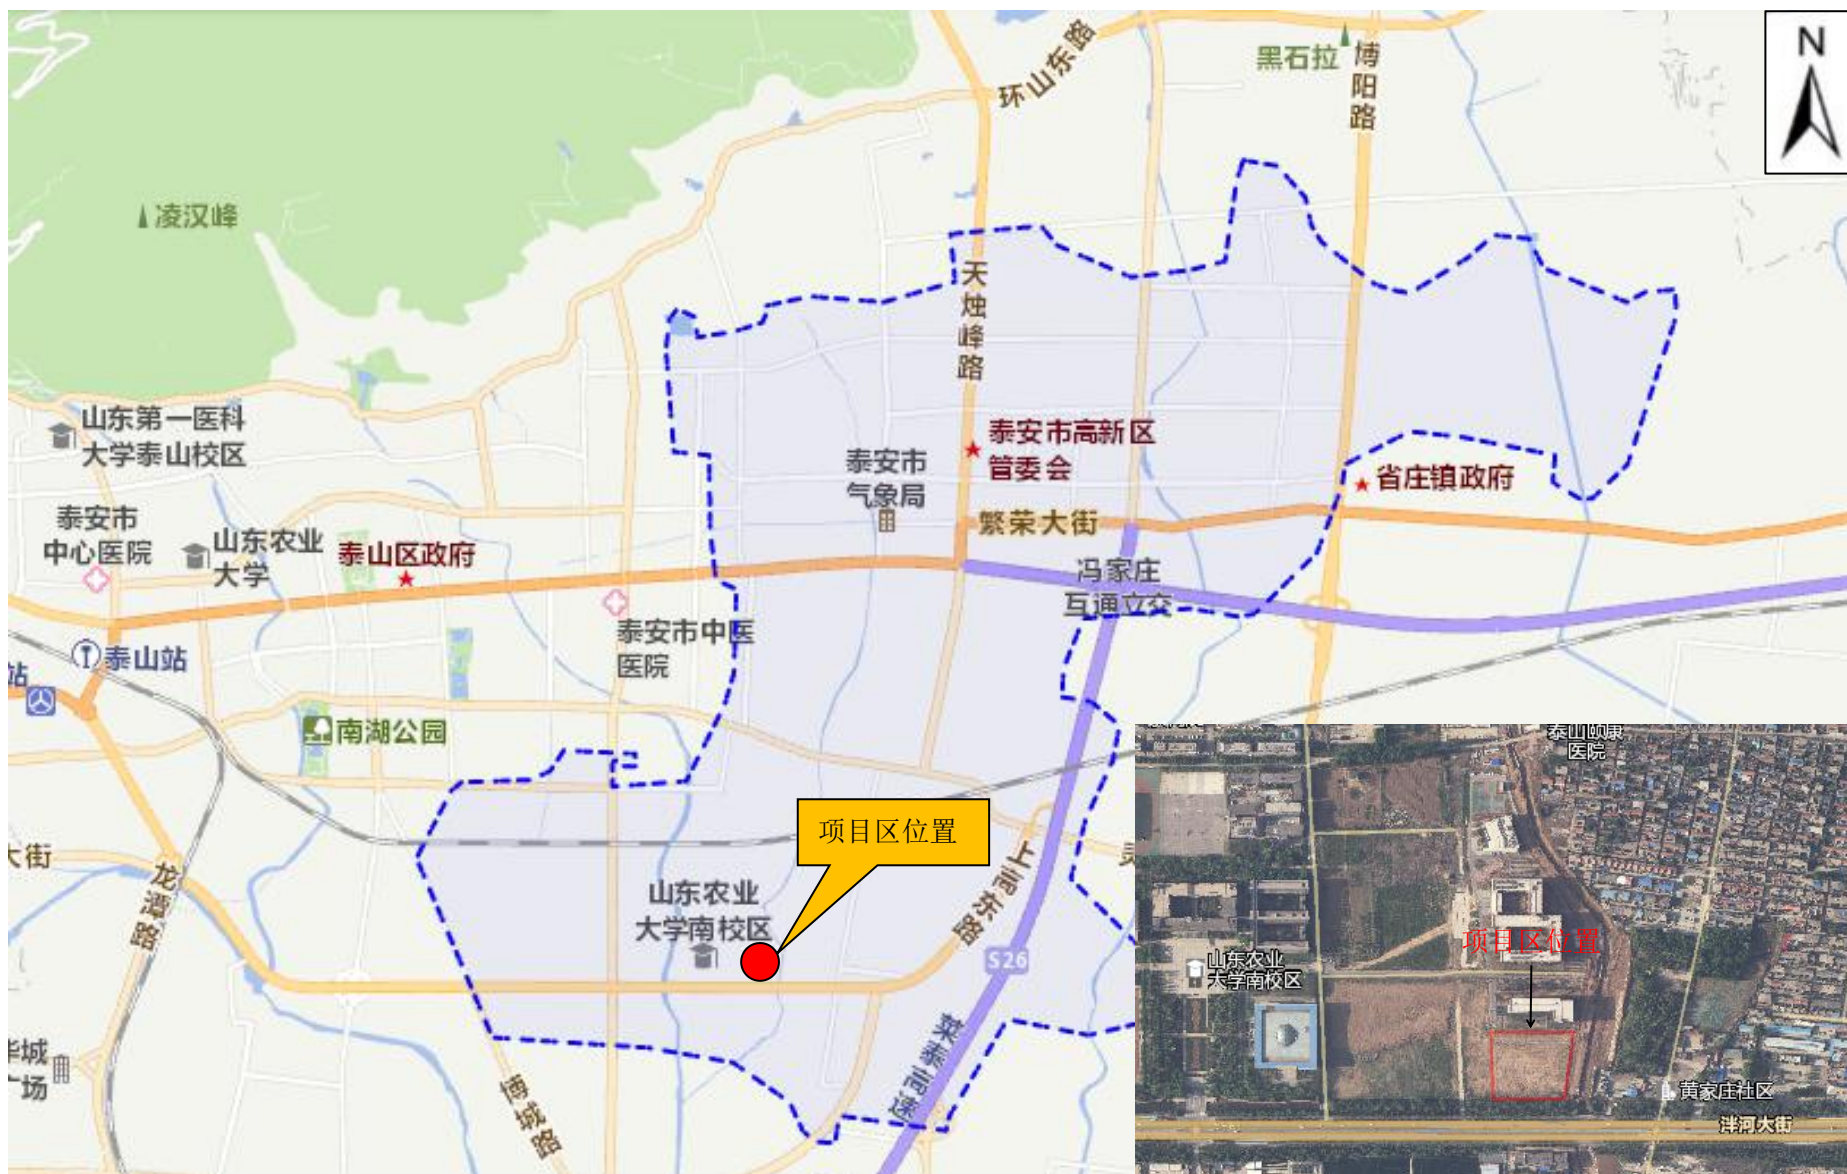 N
黑石拉
博阳路
环山东路
凌汉峰
天烛峰路
山东第一医科
大学泰山校区
泰安市高新区
管委会
泰安市
气象局
省庄镇政府
泰安市
中心医院
山东农业
大学
泰山区政府
繁荣大街
冯家庄
互通立交
泰安市中医
医院
泰山站
站
南湖公园
项目区位置
大街
龙潭路
山东农业
大学南校区
上高东路
灵
S26
莱泰高速
华城
广场
博城路
泰山颐康
医院
项目区位置
山东农业
大学南校区
黄家庄社区
泮河大街